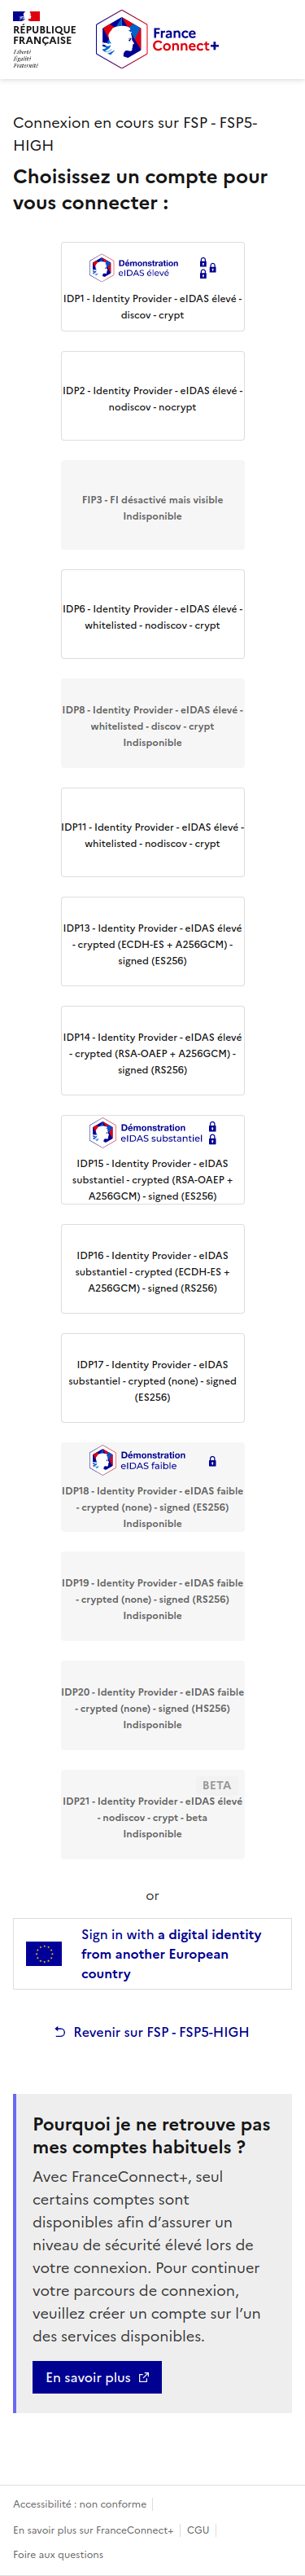 RÉPUBLIQUE
FRANÇAISE
Liberté
Égalité
Fraternité
France
Connect+
Connexion en cours sur FSP - FSP5-
HIGH
Choisissez un compte pour
vous connecter :
Démonstration
eIDAS élevé
IDP1 - Identity Provider - eIDAS élevé -
discov - crypt
IDP2 - Identity Provider - eIDAS élevé -
nodiscov - nocrypt
FIP3 - FI désactivé mais visible
Indisponible
IDP6 - Identity Provider - eIDAS élevé -
whitelisted - nodiscov - crypt
IDP8 - Identity Provider - eIDAS élevé -
whitelisted - discov - crypt
Indisponible
IDP11 - Identity Provider - eIDAS élevé -
whitelisted - nodiscov - crypt
IDP13 - Identity Provider - eIDAS élevé
- crypted (ECDH-ES + A256GCM) -
signed (ES256)
IDP14 - Identity Provider - eIDAS élevé
- crypted (RSA-OAEP + A256GCM) -
signed (RS256)
Démonstration
eIDAS substantiel
IDP15 - Identity Provider - eIDAS
substantiel - crypted (RSA-OAEP +
A256GCM) - signed (ES256)
IDP16 - Identity Provider - eIDAS
substantiel - crypted (ECDH-ES +
A256GCM) - signed (RS256)
IDP17 - Identity Provider - eIDAS
substantiel - crypted (none) - signed
(ES256)
Démonstration
eIDAS faible
IDP18 - Identity Provider - eIDAS faible
- crypted (none) - signed (ES256)
Indisponible
IDP19 - Identity Provider - eIDAS faible
- crypted (none) - signed (RS256)
Indisponible
IDP20 - Identity Provider - eIDAS faible
- crypted (none) - signed (HS256)
Indisponible
BETA
IDP21 - Identity Provider - eIDAS élevé
- nodiscov - crypt - beta
Indisponible
or
Sign in with a digital identity
from another European
country
Revenir sur FSP - FSP5-HIGH
Pourquoi je ne retrouve pas
mes comptes habituels ?
Avec FranceConnect+, seul
certains comptes sont
disponibles afin d’assurer un
niveau de sécurité élevé lors de
votre connexion. Pour continuer
votre parcours de connexion,
veuillez créer un compte sur l’un
des services disponibles.
En savoir plus
Accessibilité : non conforme
En savoir plus sur FranceConnect+ CGU
Foire aux questions